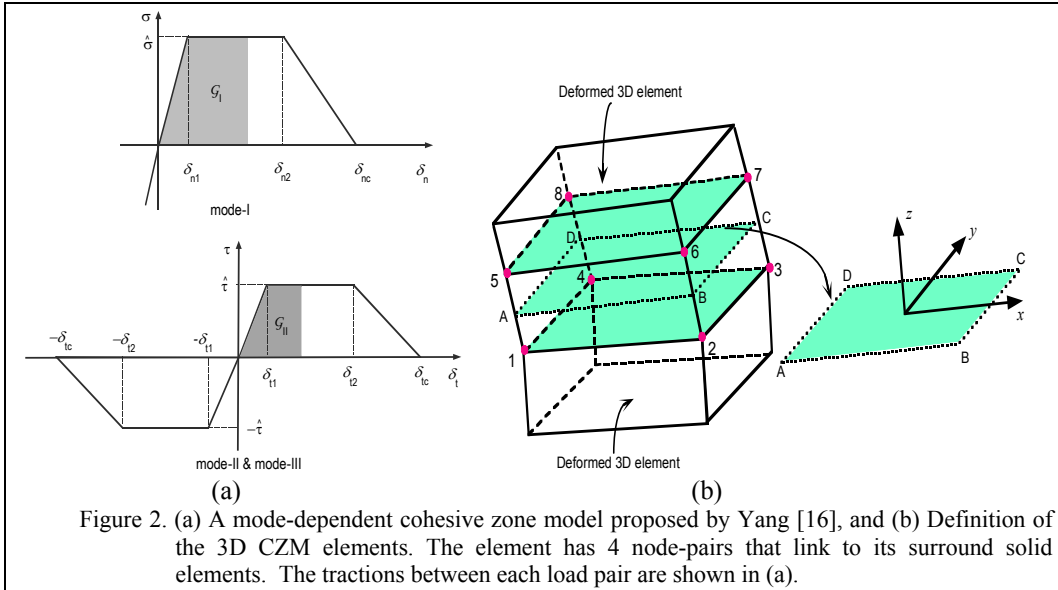 σ
σ̂
𝒢I
δn1
δn2
δnc
δn
mode-I
τ
τ̂
𝒢II
−δtc
−δt2
-δt1
δt1
δt2
δtc
δt
−τ̂
mode-II & mode-III
(a)
Deformed 3D element
8
7
D
C
6
5
4
3
A
B
1
2
Deformed 3D element
z
y
x
D
C
A
B
(b)
Figure 2. (a) A mode-dependent cohesive zone model proposed by Yang [16], and (b) Definition of
the 3D CZM elements. The element has 4 node-pairs that link to its surround solid
elements. The tractions between each load pair are shown in (a).